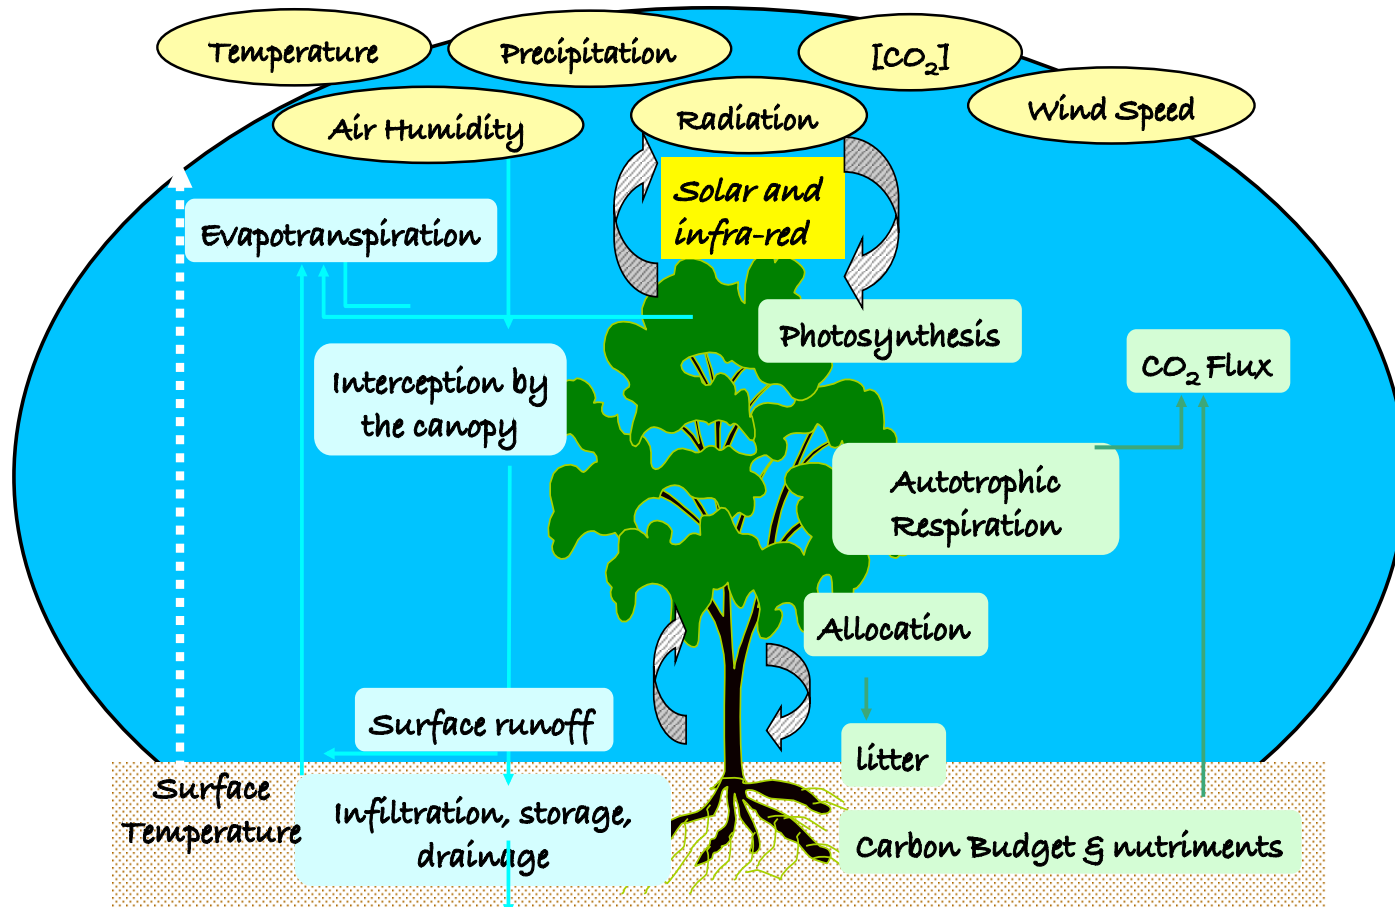 Temperature
Precipitation
[CO₂]
Wind Speed
Air Humidity
Radiation
Solar and
infra-red
Evapotranspiration
Photosynthesis
CO₂ Flux
Interception by
the canopy
Autotrophic
Respiration
Allocation
Surface runoff
litter
Surface
Temperature
Infiltration, storage,
drainage
Carbon Budget & nutriments